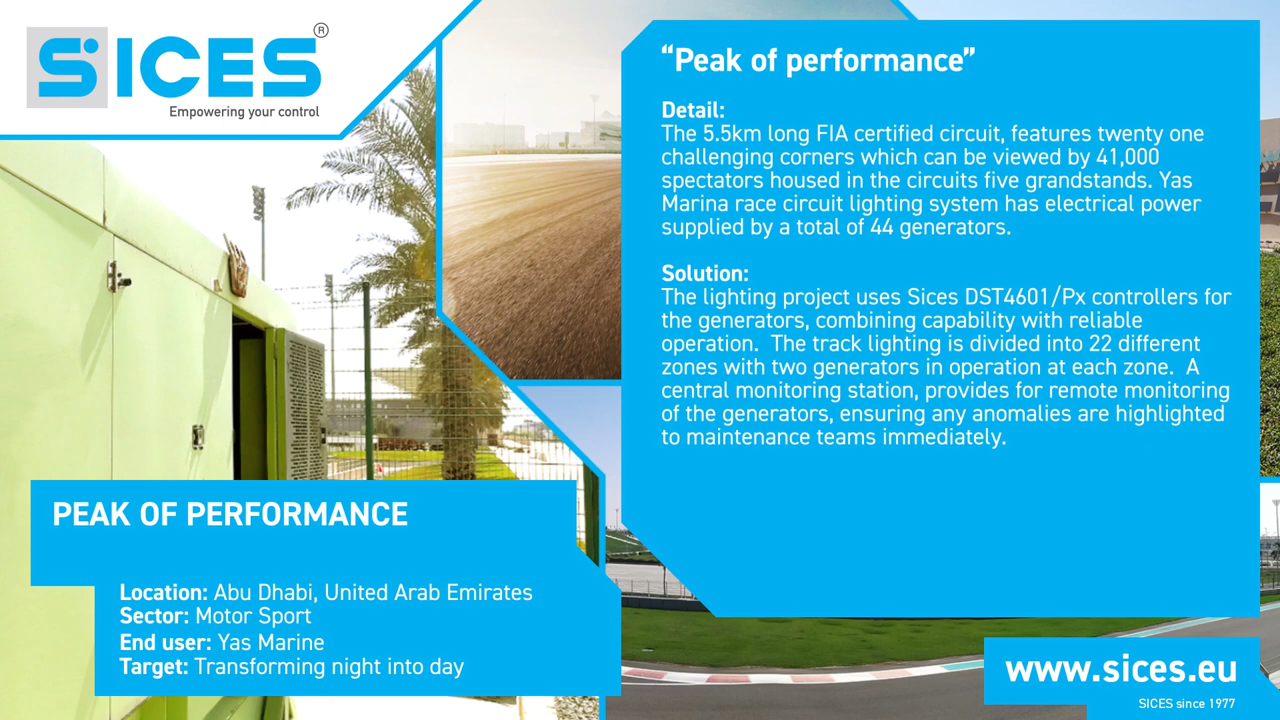 SICES®
Empowering your control
"Peak of performance"
Detail:
The 5.5km long FIA certified circuit, features twenty one
challenging corners which can be viewed by 41,000
spectators housed in the circuits five grandstands. Yas
Marina race circuit lighting system has electrical power
supplied by a total of 44 generators.
Solution:
The lighting project uses Sices DST4601/Px controllers for
the generators, combining capability with reliable
operation.  The track lighting is divided into 22 different
zones with two generators in operation at each zone.  A
central monitoring station, provides for remote monitoring
of the generators, ensuring any anomalies are highlighted
to maintenance teams immediately.
PEAK OF PERFORMANCE
Location: Abu Dhabi, United Arab Emirates
Sector: Motor Sport
End user: Yas Marine
Target: Transforming night into day
www.sices.eu
SICES since 1977